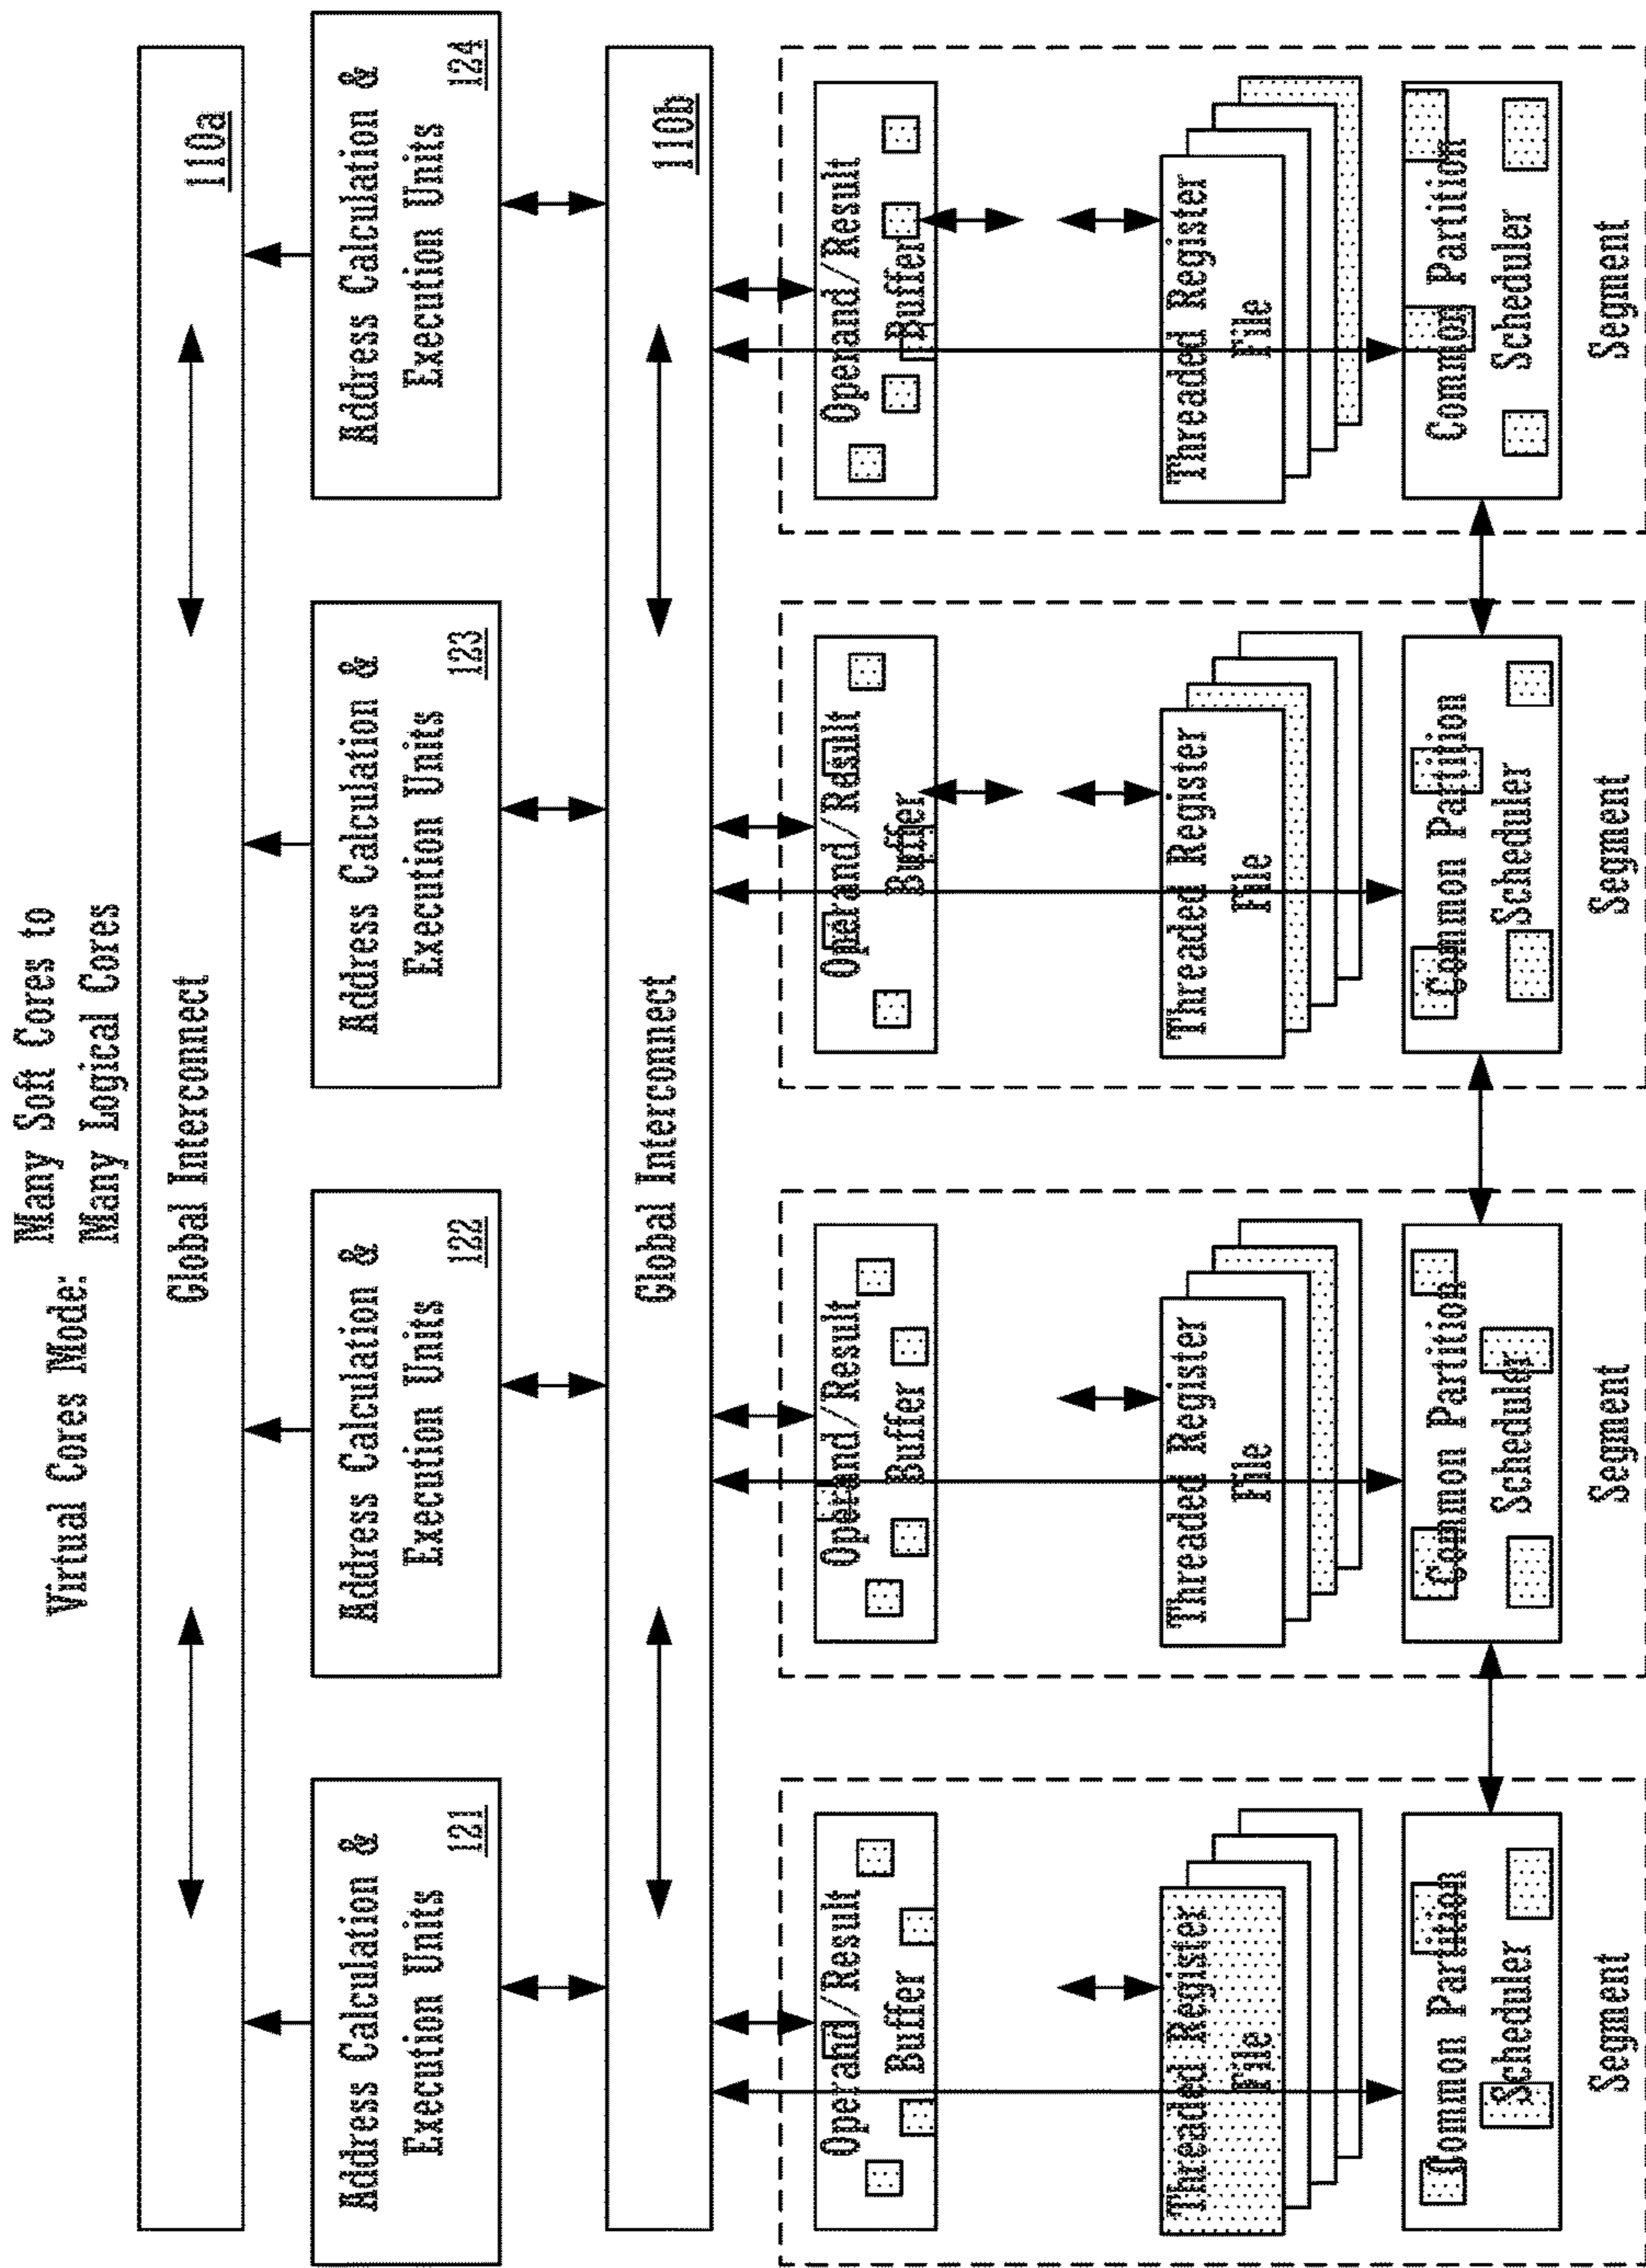 Virtual Cores Mode: Many Soft Cores to
Many Logical Cores
Global Interconnect 110a
Address Calculation &
Execution Units
121
Address Calculation &
Execution Units
122
Address Calculation &
Execution Units
123
Address Calculation &
Execution Units
124
Global Interconnect 110b
Operand/Result
Buffer
Operand/Result
Buffer
Operand/Result
Buffer
Operand/Result
Buffer
Threaded Register
File
Threaded Register
File
Threaded Register
File
Threaded Register
File
Common Partition
Scheduler
Common Partition
Scheduler
Common Partition
Scheduler
Common Partition
Scheduler
Segment
Segment
Segment
Segment